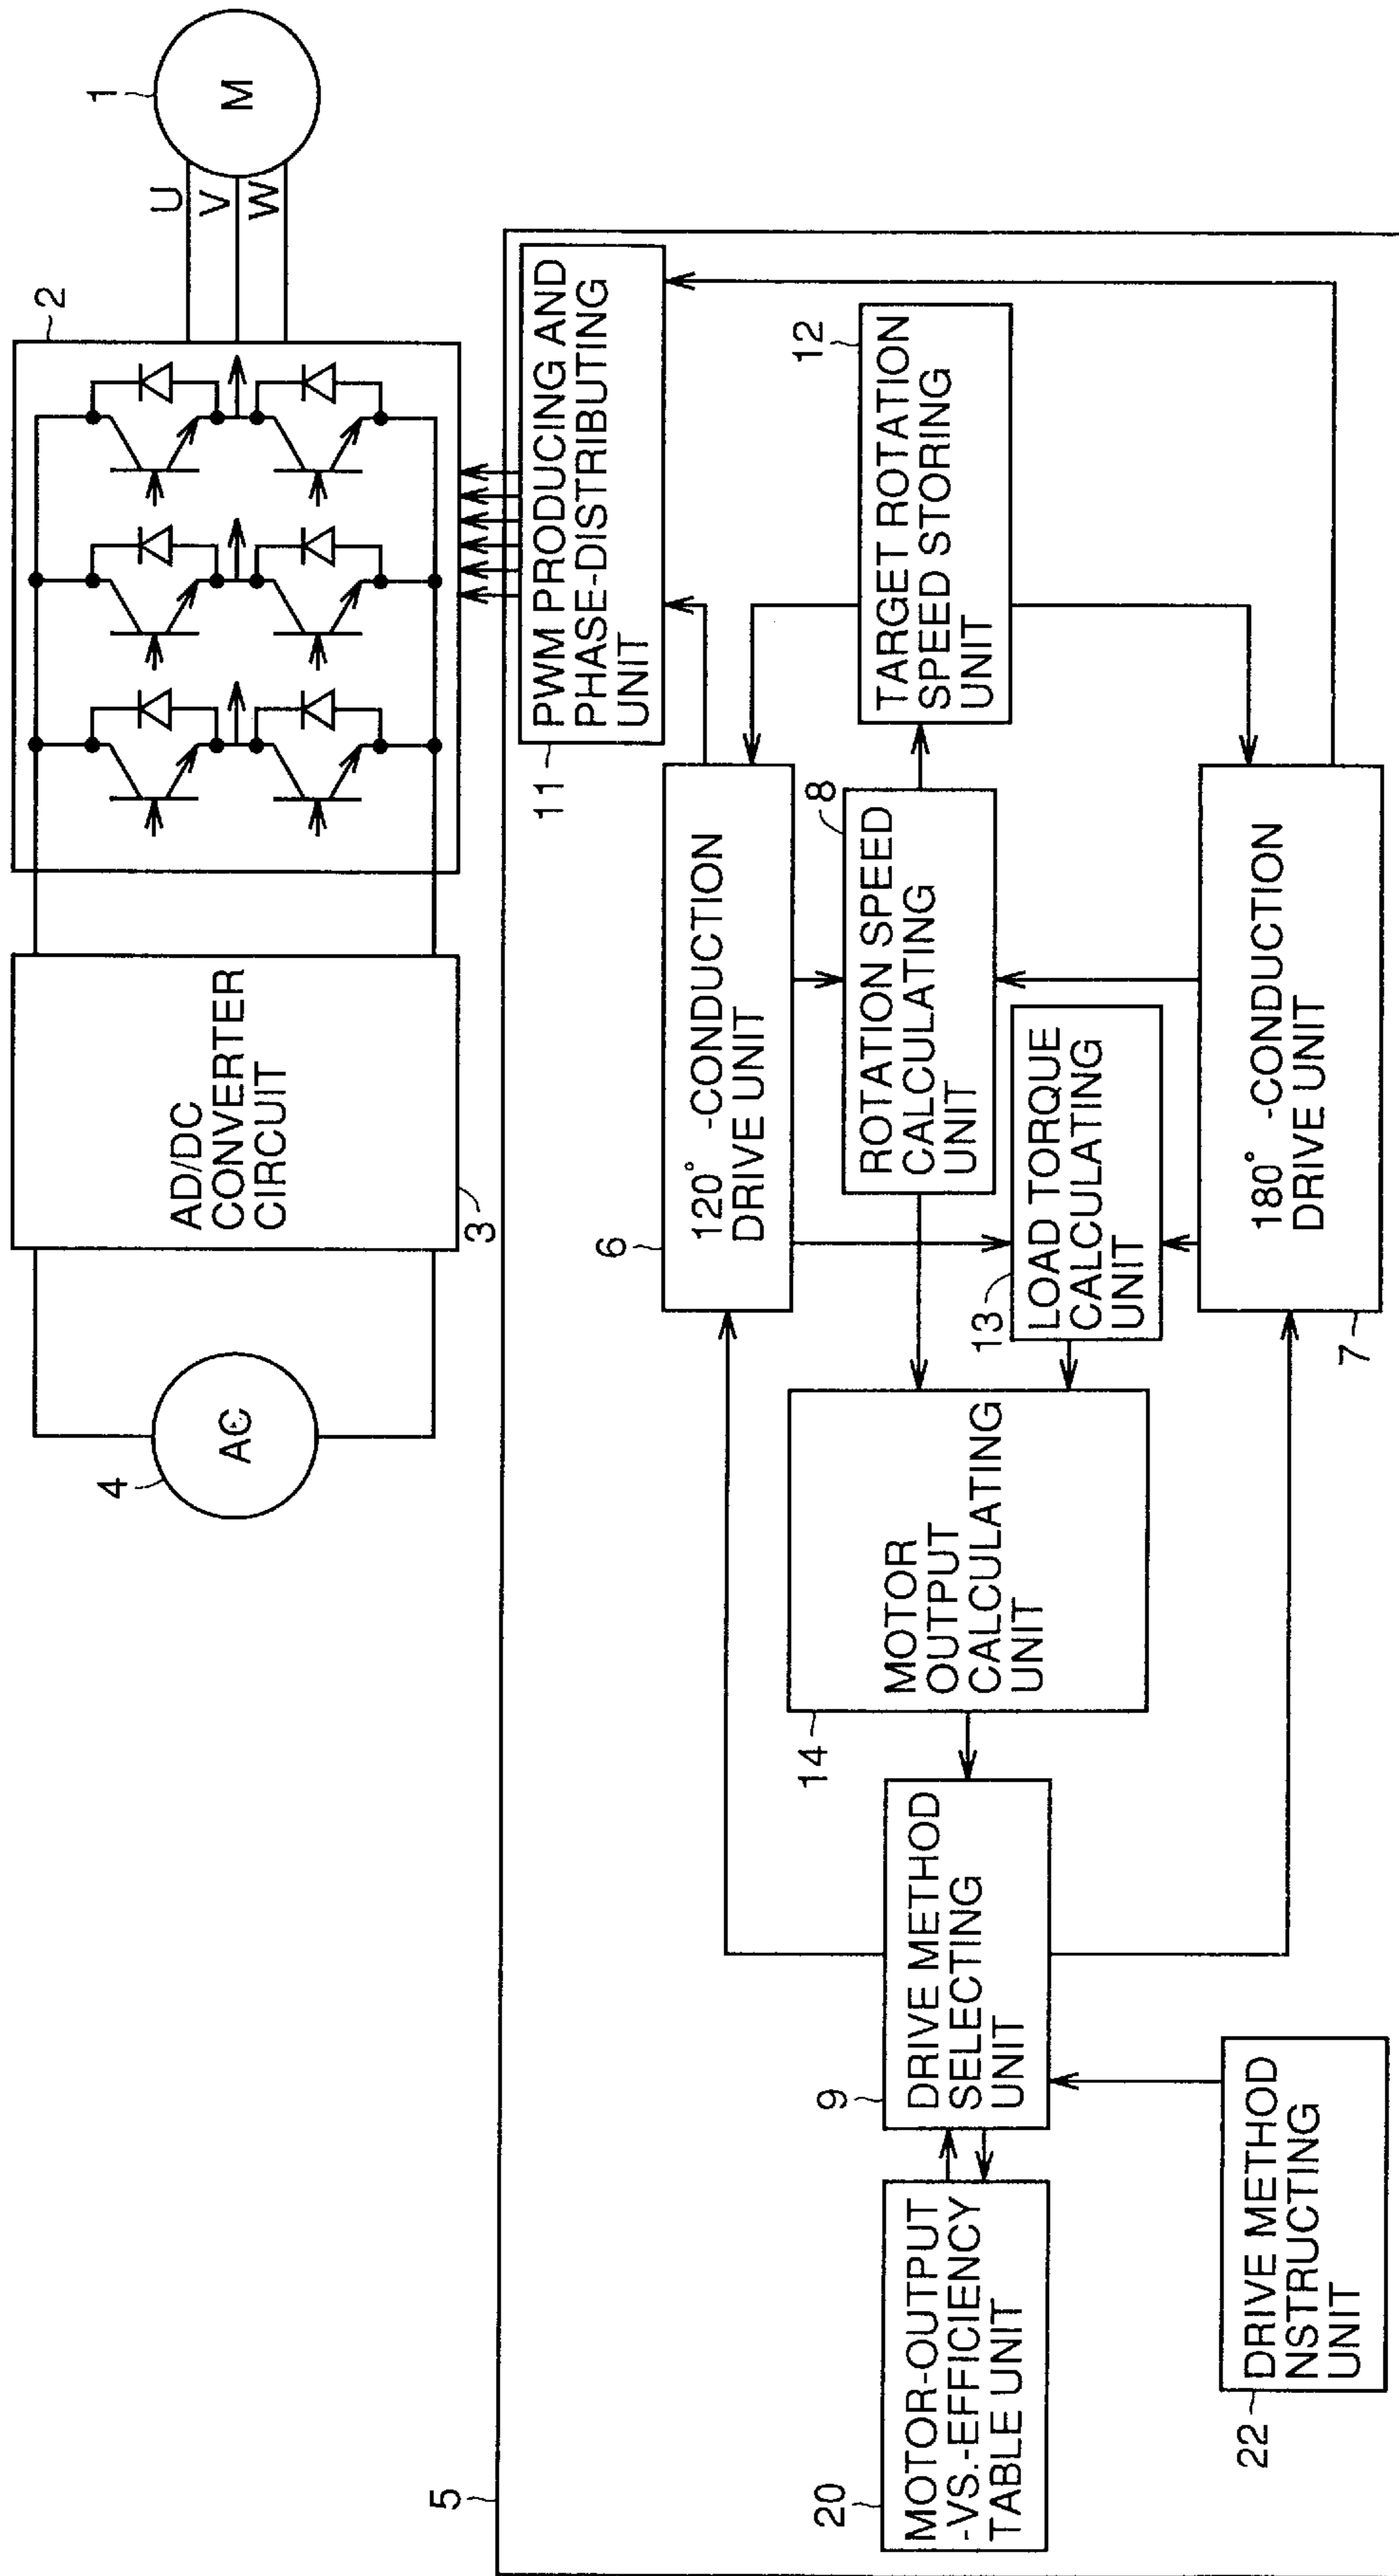 4
AC
AD/DC
CONVERTER
CIRCUIT
3
2
U
V
W
1
M
5
11
PWM PRODUCING AND
PHASE-DISTRIBUTING
UNIT
6
120° -CONDUCTION
DRIVE UNIT
8
ROTATION SPEED
CALCULATING
UNIT
12
TARGET ROTATION
SPEED STORING
UNIT
13
LOAD TORQUE
CALCULATING
UNIT
14
MOTOR
OUTPUT
CALCULATING
UNIT
9
DRIVE METHOD
SELECTING
UNIT
20
MOTOR-OUTPUT
-VS.-EFFICIENCY
TABLE UNIT
22
DRIVE METHOD
NSTRUCTING
UNIT
7
180° -CONDUCTION
DRIVE UNIT